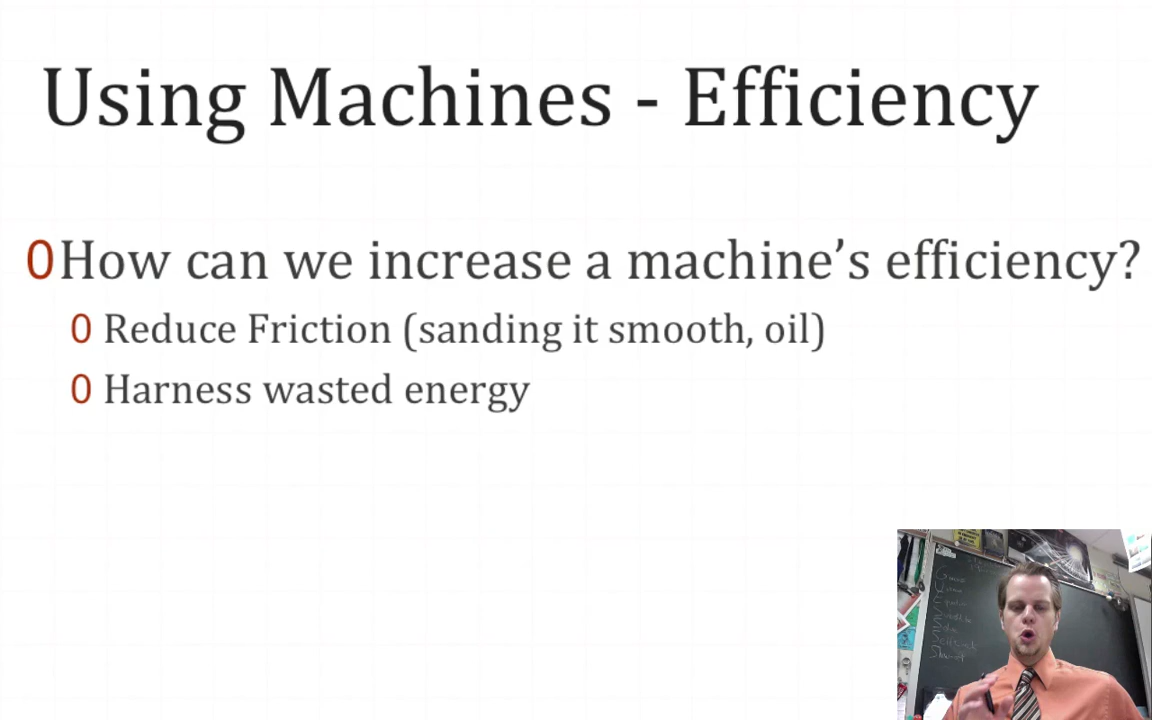 Using Machines - Efficiency
How can we increase a machine’s efficiency?
Reduce Friction (sanding it smooth, oil)
Harness wasted energy